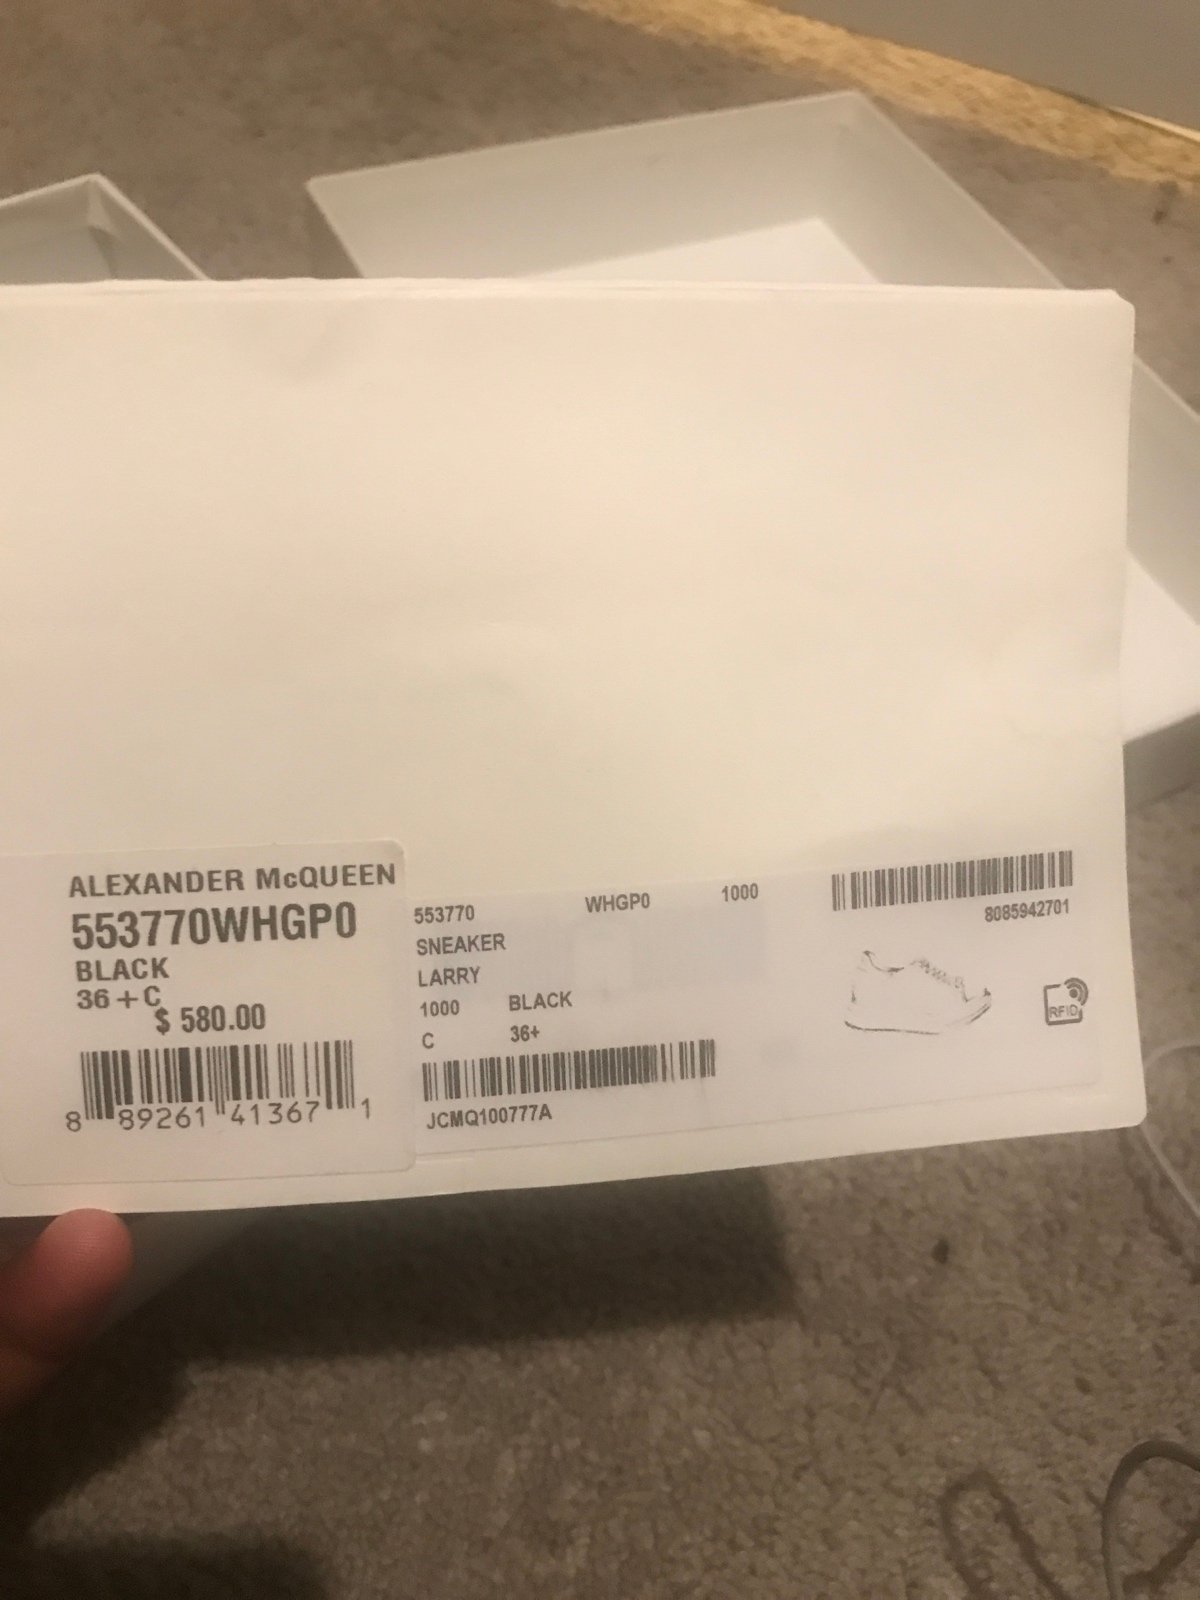 ALEXANDER McQUEEN
553770WHGP0
BLACK
36+C
$ 580.00
8 89261 41367 1
553770 WHGP0 1000
SNEAKER
LARRY
1000 BLACK
C 36+
JCMQ100777A
8085942701
RFID